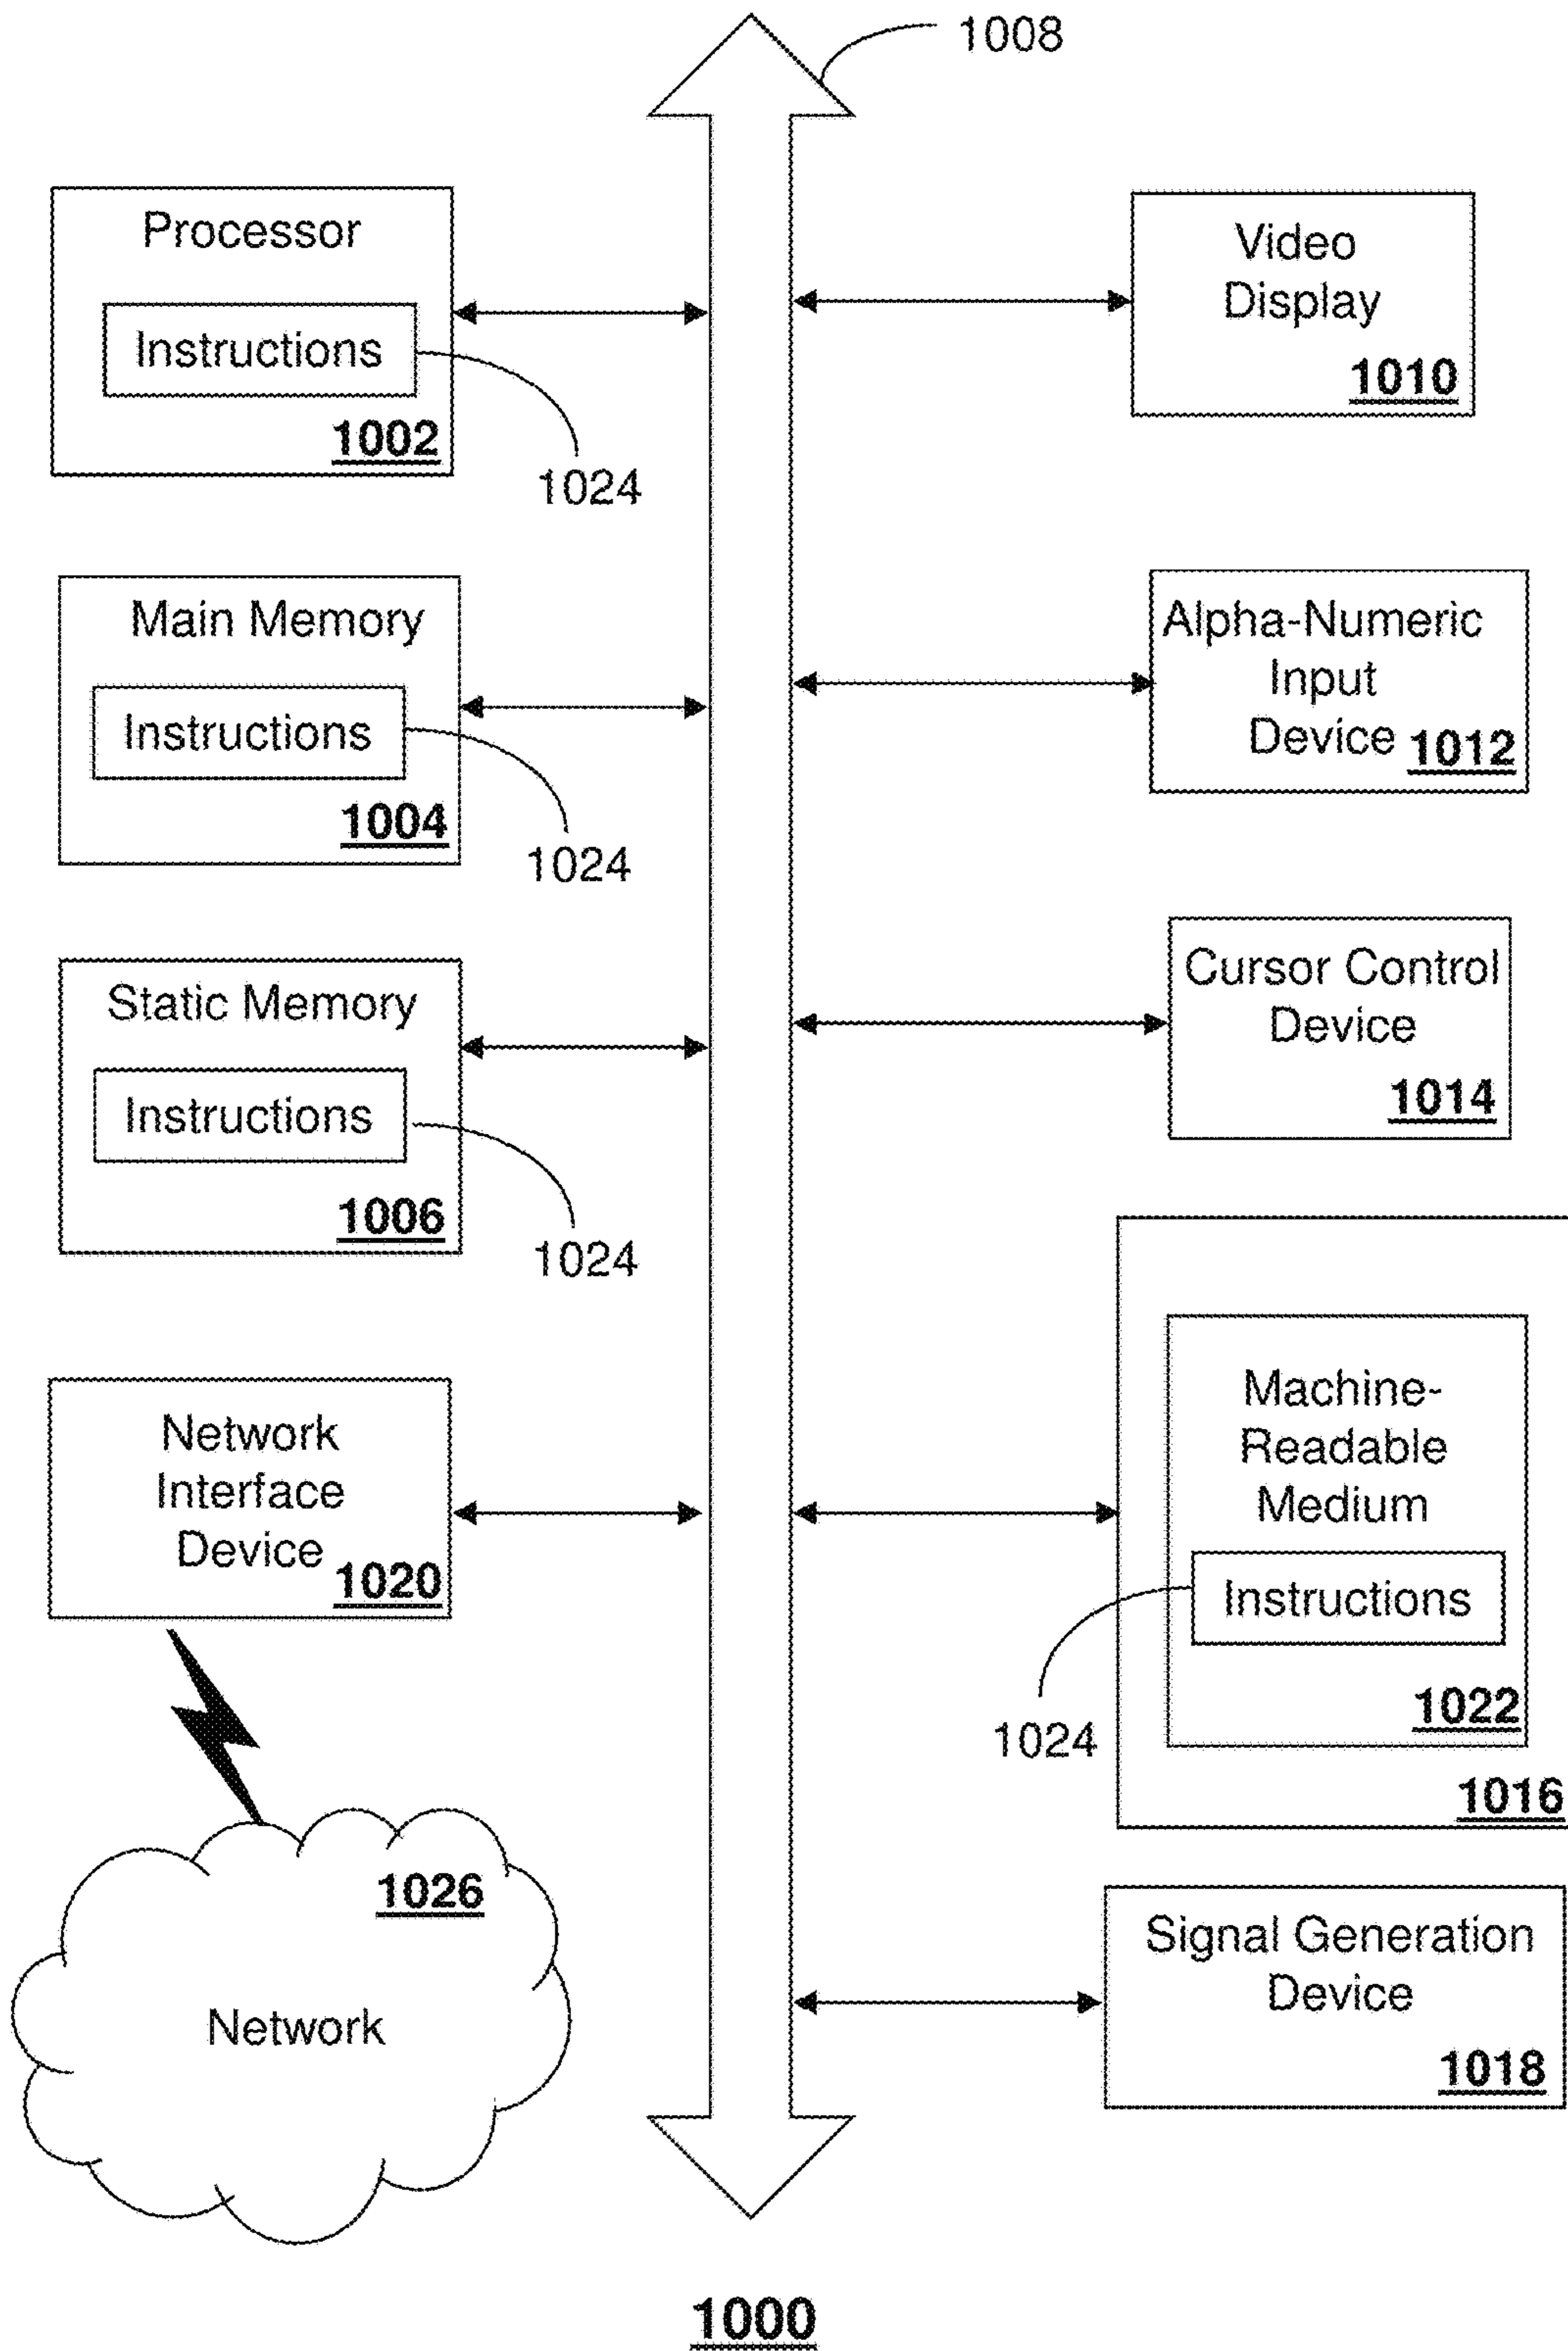 1008
Processor
Instructions
1002
1024
Main Memory
Instructions
1004
1024
Static Memory
Instructions
1006
1024
Network
Interface
Device
1020
1026
Network
Video
Display
1010
Alpha-Numeric
Input
Device
1012
Cursor Control
Device
1014
Machine-
Readable
Medium
Instructions
1022
1024
1016
Signal Generation
Device
1018
1000